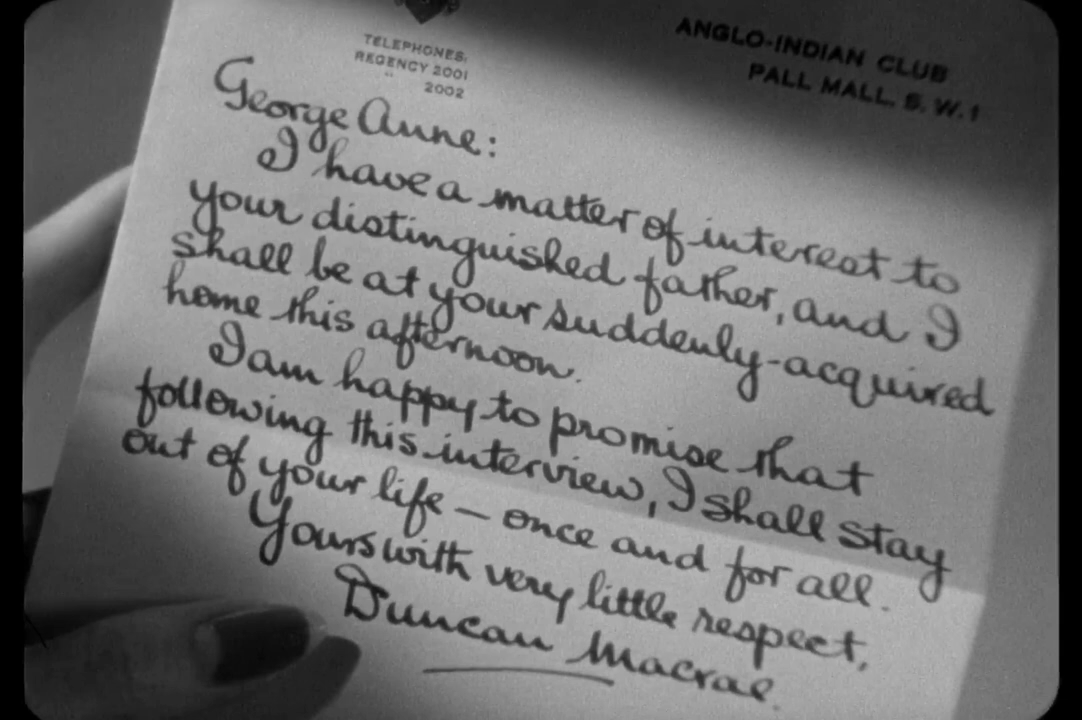 TELEPHONES,
REGENCY 2001
" 2002
ANGLO-INDIAN CLUB
PALL MALL. S. W. 1
George Anne:
I have a matter of interest to
your distinguished father, and I
shall be at your suddenly-acquired
home this afternoon.
I am happy to promise that
following this interview, I shall stay
out of your life — once and for all.
Yours with very little respect,
Duncan Macrae.